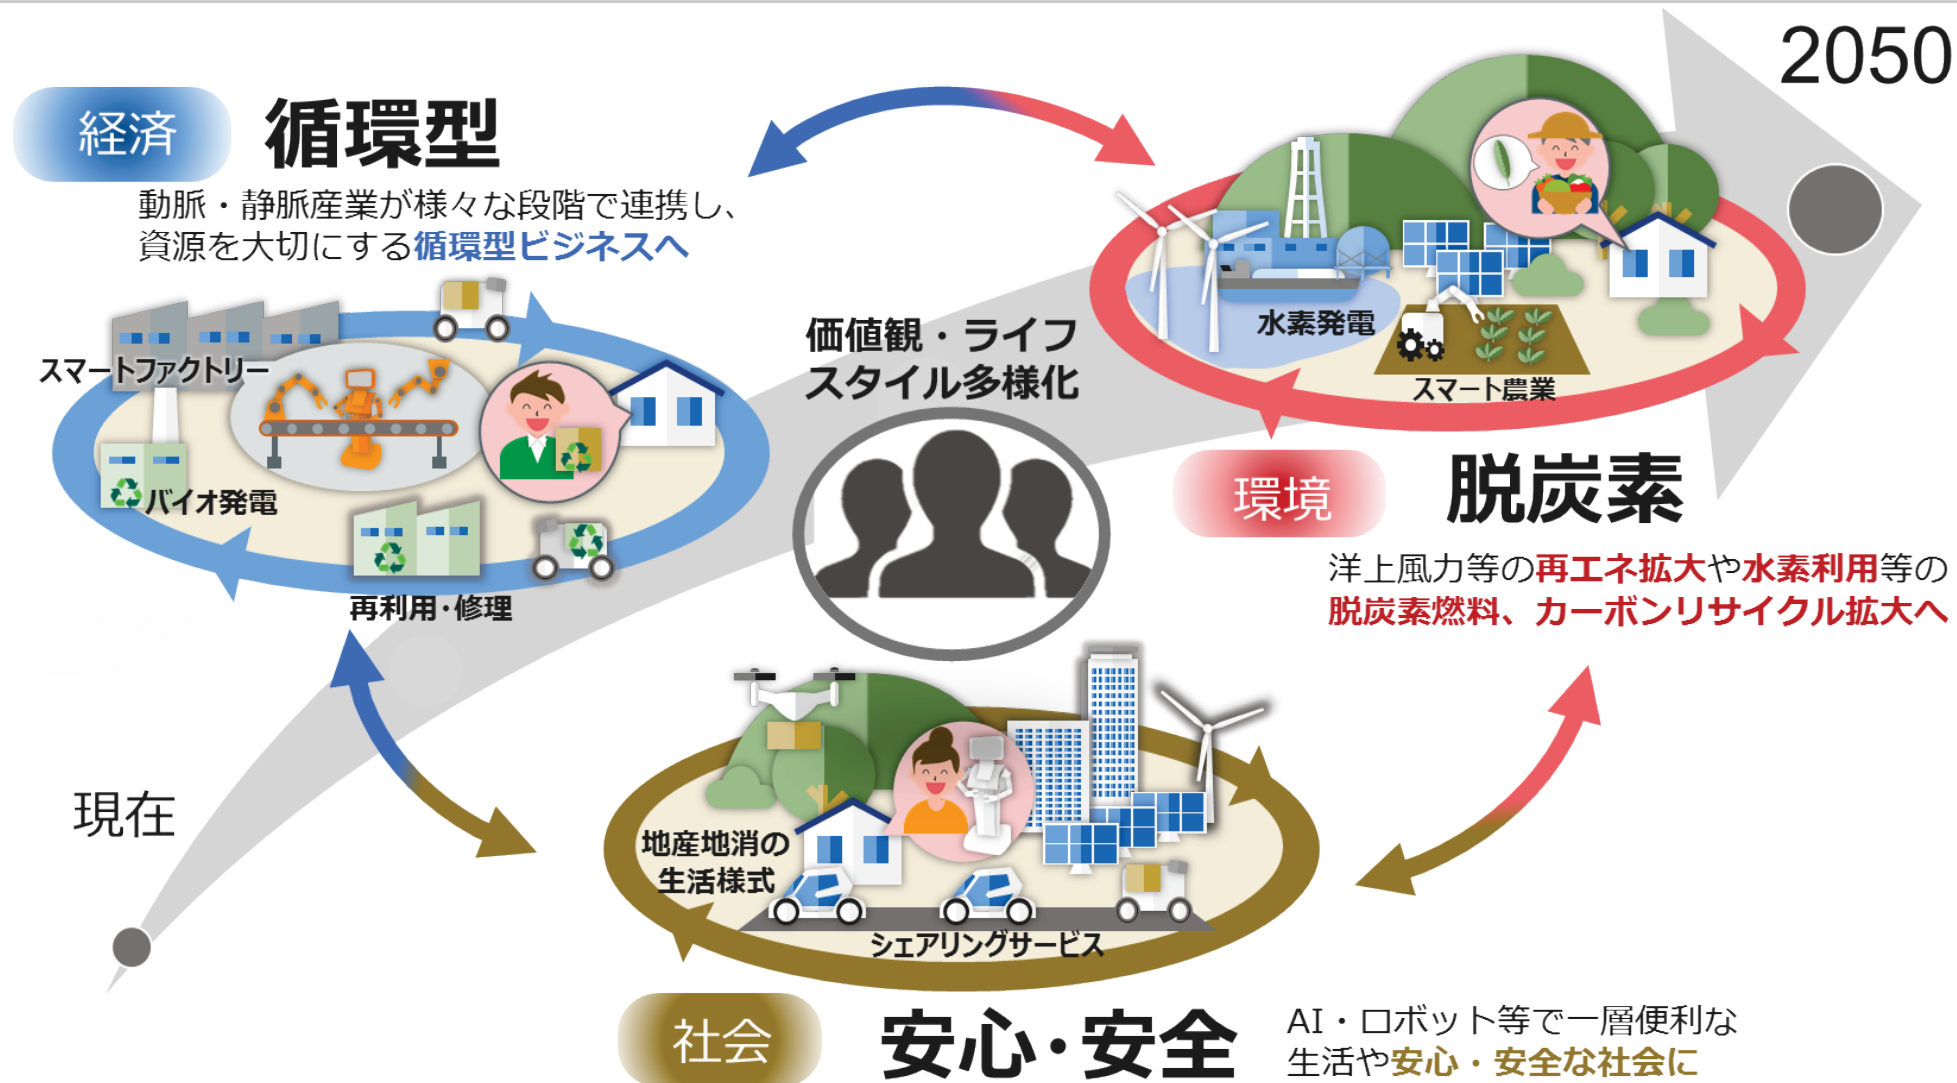 2050
経済
循環型
動脈・静脈産業が様々な段階で連携し、
資源を大切にする循環型ビジネスへ
スマートファクトリー
バイオ発電
再利用・修理
価値観・ライフ
スタイル多様化
水素発電
スマート農業
環境
脱炭素
洋上風力等の再エネ拡大や水素利用等の
脱炭素燃料、カーボンリサイクル拡大へ
現在
地産地消の
生活様式
シェアリングサービス
社会
安心・安全
AI・ロボット等で一層便利な
生活や安心・安全な社会に